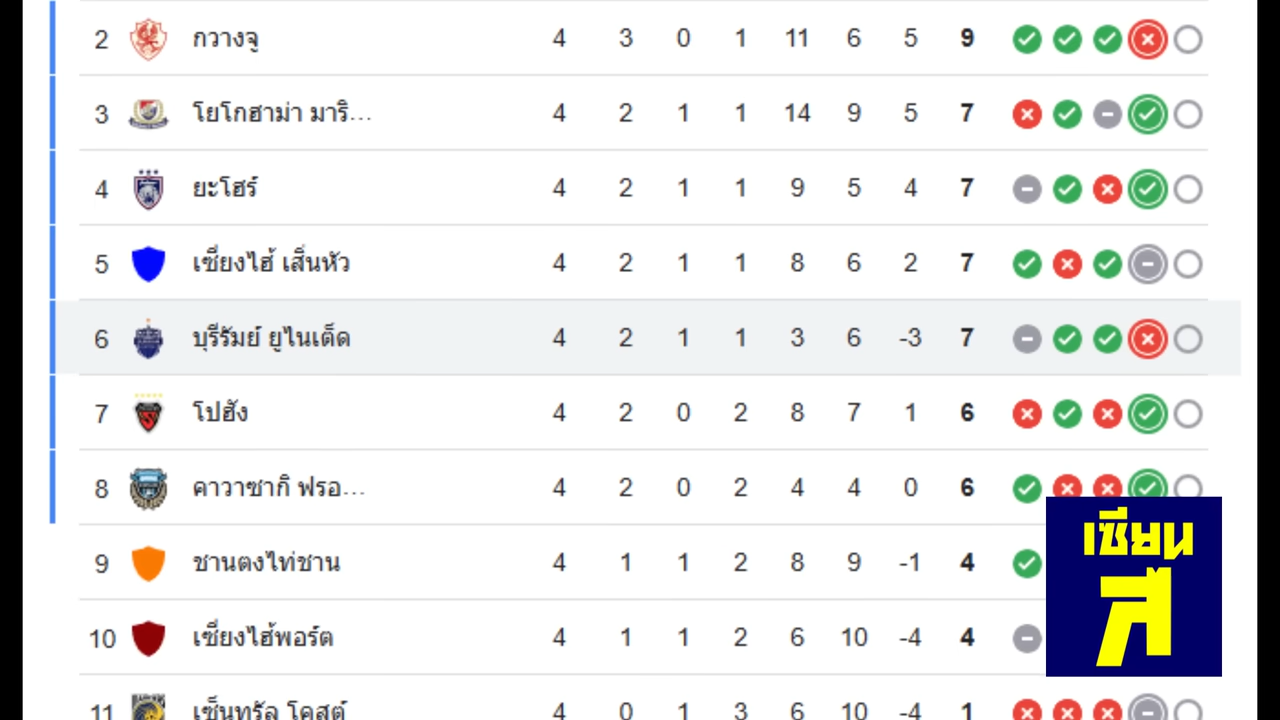 2 กวางจู 4 3 0 1 11 6 5 9
3 โยโกฮาม่า มาริ... 4 2 1 1 14 9 5 7
4 ยะโฮร์ 4 2 1 1 9 5 4 7
5 เซี่ยงไฮ้ เสิ่นหัว 4 2 1 1 8 6 2 7
6 บุรีรัมย์ ยูไนเต็ด 4 2 1 1 3 6 -3 7
7 โปฮัง 4 2 0 2 8 7 1 6
8 คาวาซากิ ฟรอ... 4 2 0 2 4 4 0 6
9 ชานตงไท่ชาน 4 1 1 2 8 9 -1 4
10 เซี่ยงไฮ้พอร์ต 4 1 1 2 6 10 -4 4
11 เซ็นทรัล โคสต์ 4 0 1 3 6 10 -4 1
เซียน
ส